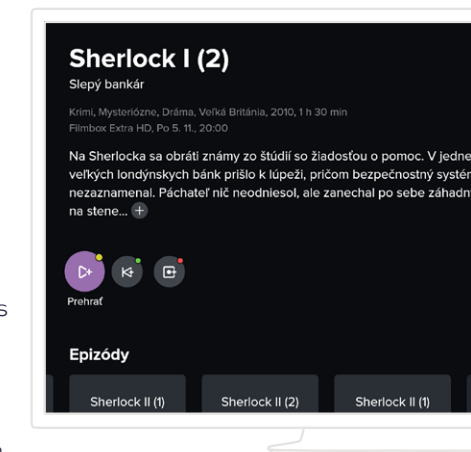 Sherlock I (2)
Slepý bankár
Krimi, Mysteriózne, Dráma, Veľká Británia, 2010, 1 h 30 min
Filmbox Extra HD, Po 5. 11., 20:00
Na Sherlocka sa obráti známy zo štúdií so žiadosťou o pomoc. V jedne
veľkých londýnskych bánk prišlo k lúpeži, pričom bezpečnostný systé
nezaznamenal. Páchateľ nič neodniesol, ale zanechal po sebe záhadn
na stene...
Prehrať
s
Epizódy
Sherlock II (1) Sherlock II (2) Sherlock II (1)